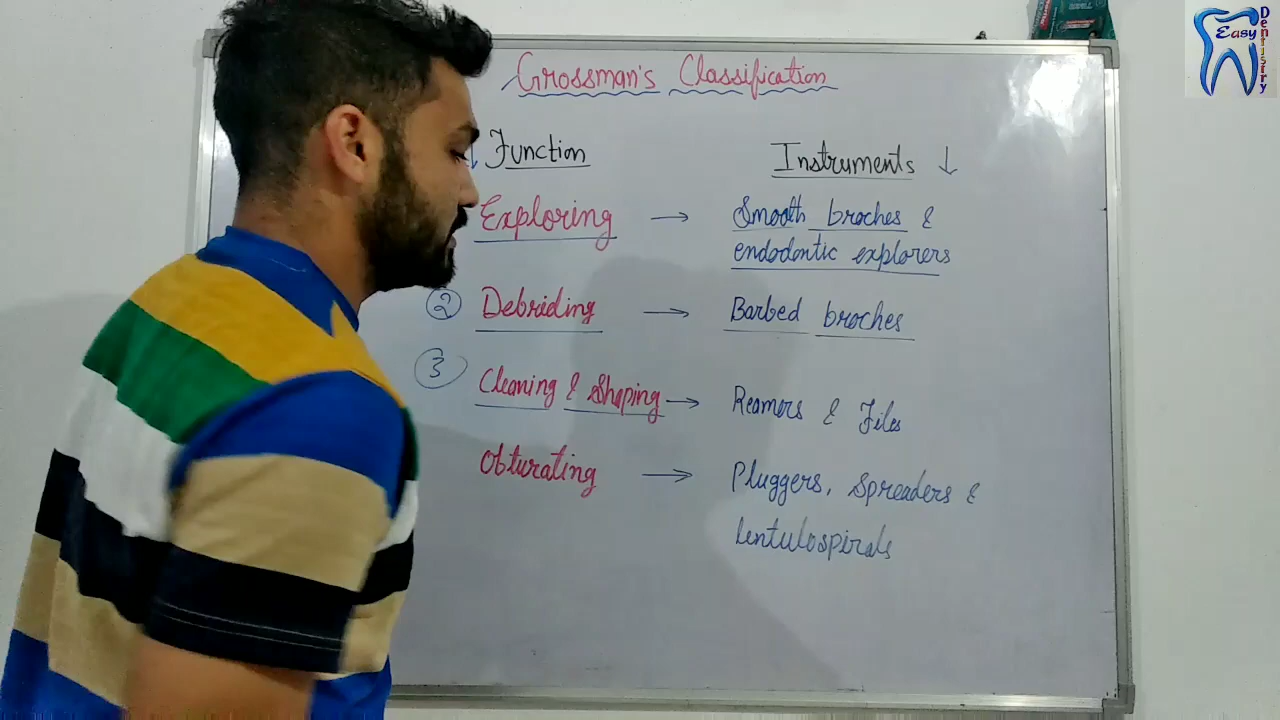 Grossman's Classification
Function Instruments ↓
Exploring → Smooth broches &
endodontic explorers
② Debriding → Barbed broches
③ Cleaning & Shaping → Reamers & Files
Obturating → Pluggers, Spreaders &
lentulospirals
Easy
Dentistry